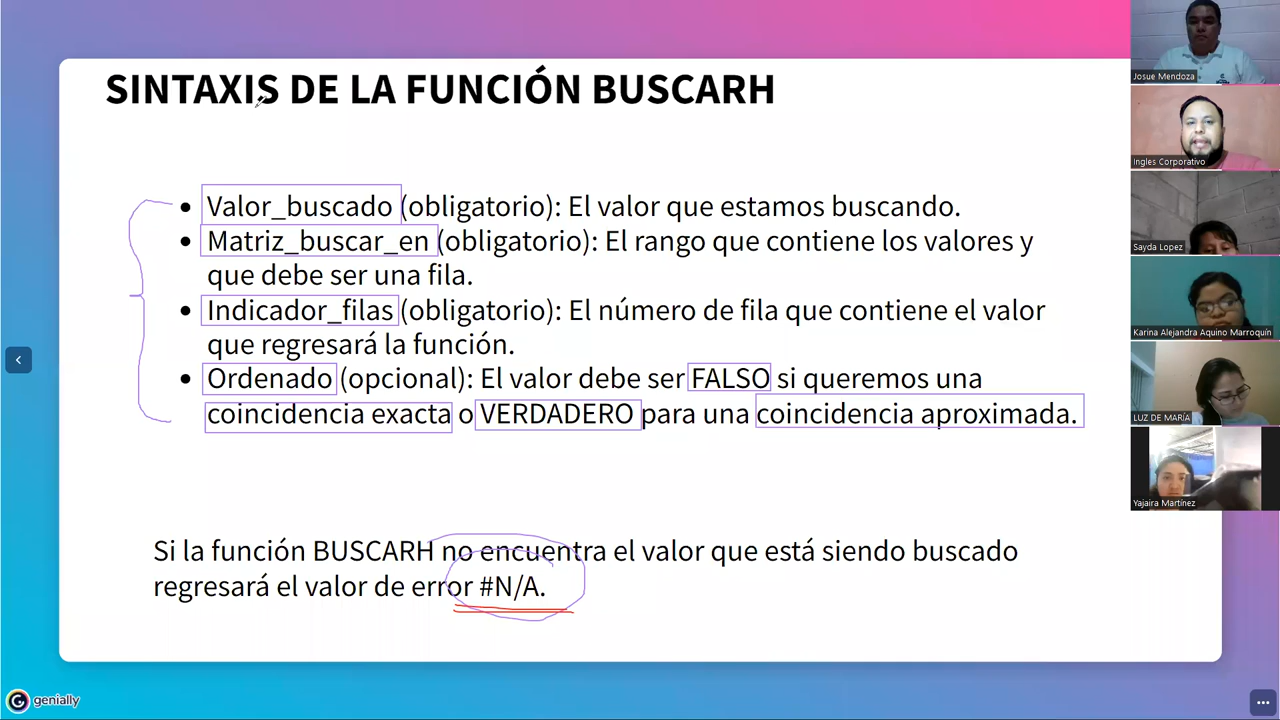 SINTAXIS DE LA FUNCIÓN BUSCARH
Valor_buscado (obligatorio): El valor que estamos buscando.
Matriz_buscar_en (obligatorio): El rango que contiene los valores y
que debe ser una fila.
Indicador_filas (obligatorio): El número de fila que contiene el valor
que regresará la función.
Ordenado (opcional): El valor debe ser FALSO si queremos una
coincidencia exacta o VERDADERO para una coincidencia aproximada.
Si la función BUSCARH no encuentra el valor que está siendo buscado
regresará el valor de error #N/A.
genially
Josue Mendoza
Ingles Corporativo
Sayda Lopez
Karina Alejandra Aquino Marroquín
LUZ DE MARÍA
Yajaira Martínez